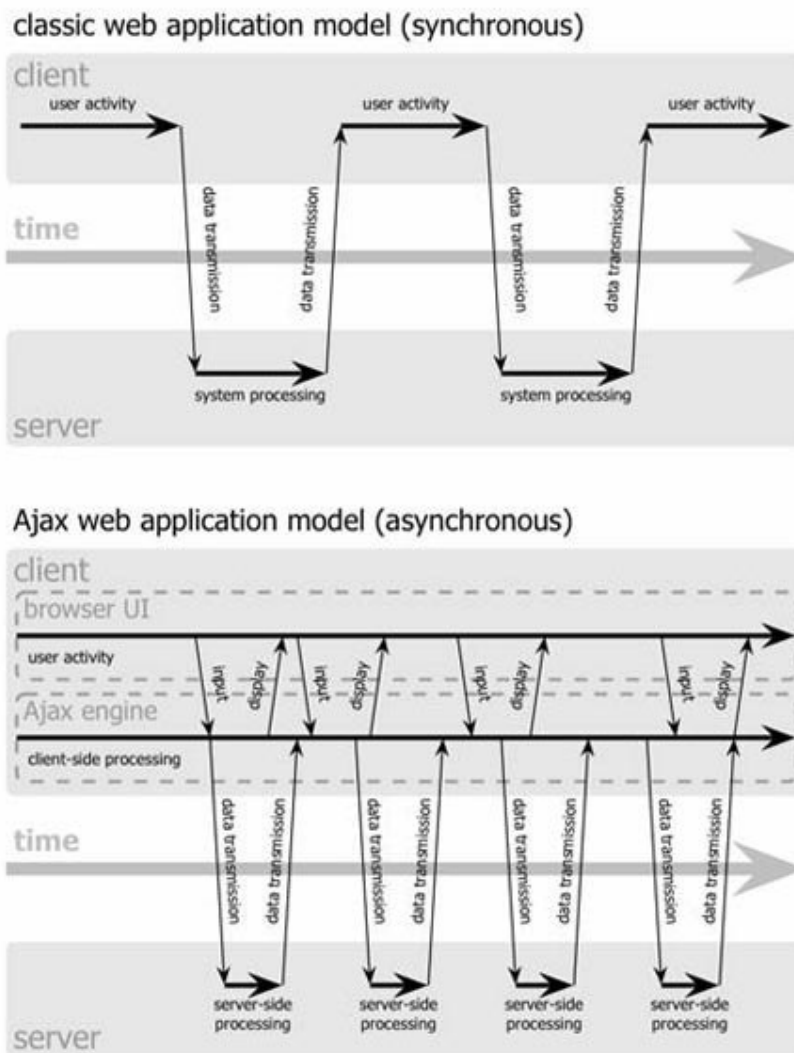 classic web application model (synchronous)
client
user activity
user activity
user activity
data transmission
data transmission
data transmission
data transmission
time
system processing
system processing
server
Ajax web application model (asynchronous)
client
browser UI
user activity
input
display
input
display
input
display
input
display
Ajax engine
client-side processing
data transmission
data transmission
data transmission
data transmission
data transmission
data transmission
data transmission
data transmission
time
server-side
processing
server-side
processing
server-side
processing
server-side
processing
server